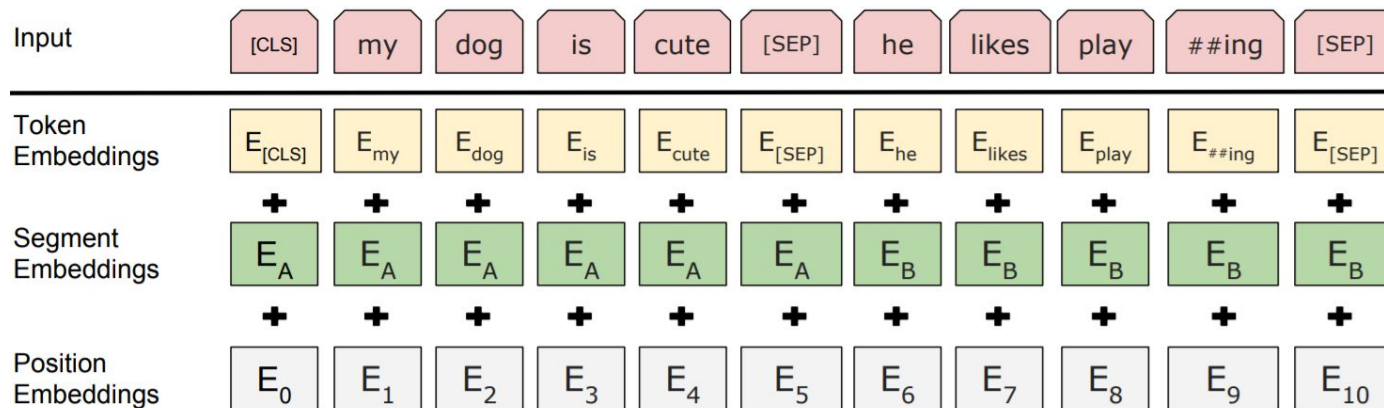 Input [CLS] my dog is cute [SEP] he likes play ##ing [SEP]
Token Embeddings E[CLS] Emy Edog Eis Ecute E[SEP] Ehe Elikes Eplay E##ing E[SEP]
+ + + + + + + + + + +
Segment Embeddings EA EA EA EA EA EA EB EB EB EB EB
+ + + + + + + + + + +
Position Embeddings E0 E1 E2 E3 E4 E5 E6 E7 E8 E9 E10